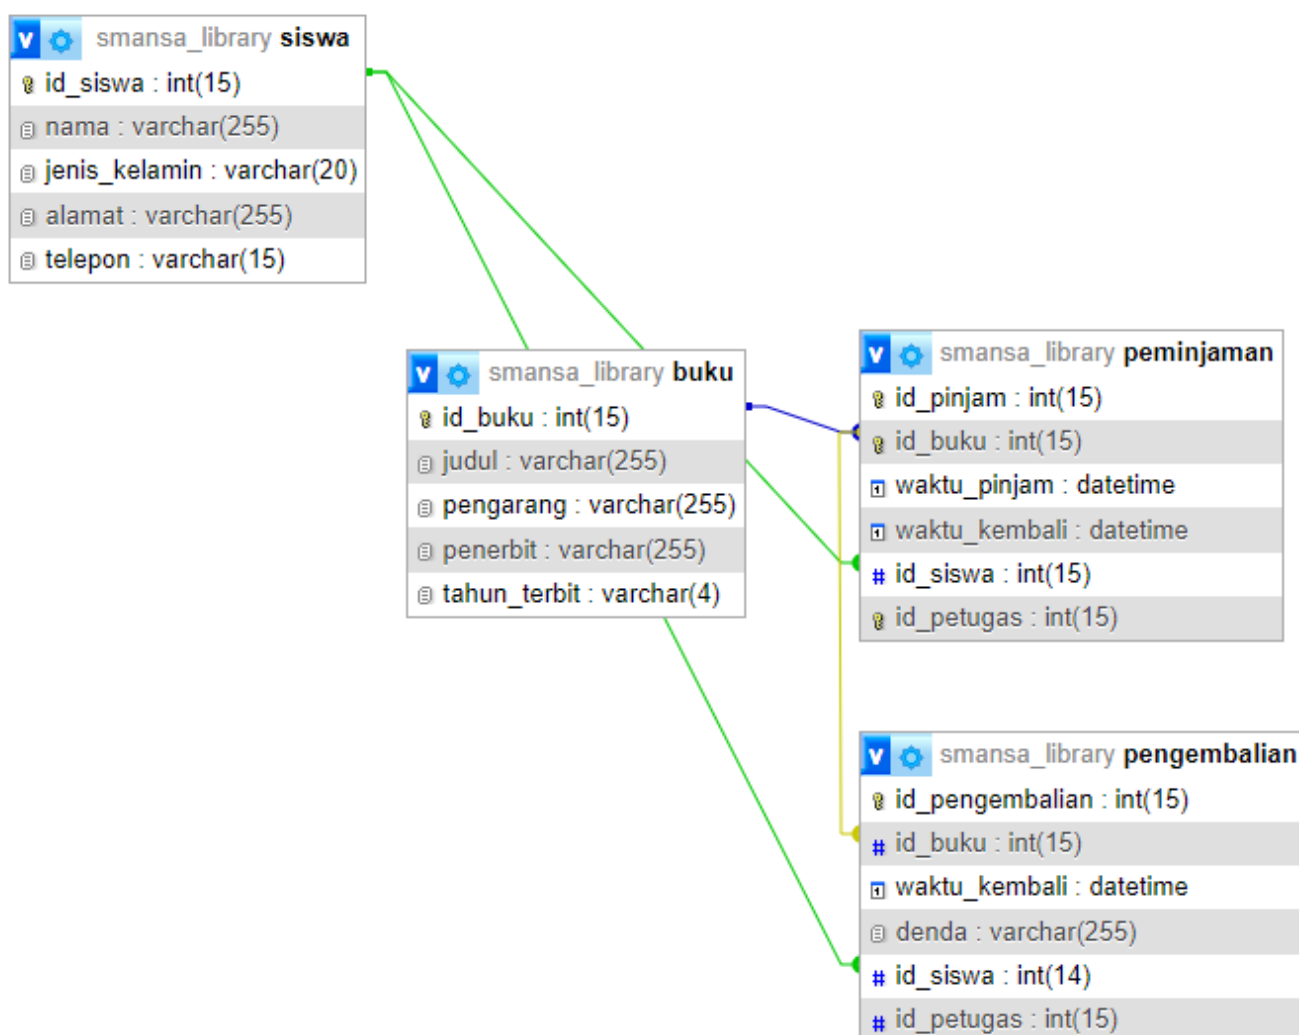 v smansa_library siswa
id_siswa : int(15)
nama : varchar(255)
jenis_kelamin : varchar(20)
alamat : varchar(255)
telepon : varchar(15)
v smansa_library buku
id_buku : int(15)
judul : varchar(255)
pengarang : varchar(255)
penerbit : varchar(255)
tahun_terbit : varchar(4)
v smansa_library peminjaman
id_pinjam : int(15)
id_buku : int(15)
waktu_pinjam : datetime
waktu_kembali : datetime
# id_siswa : int(15)
id_petugas : int(15)
v smansa_library pengembalian
id_pengembalian : int(15)
# id_buku : int(15)
waktu_kembali : datetime
denda : varchar(255)
# id_siswa : int(14)
# id_petugas : int(15)